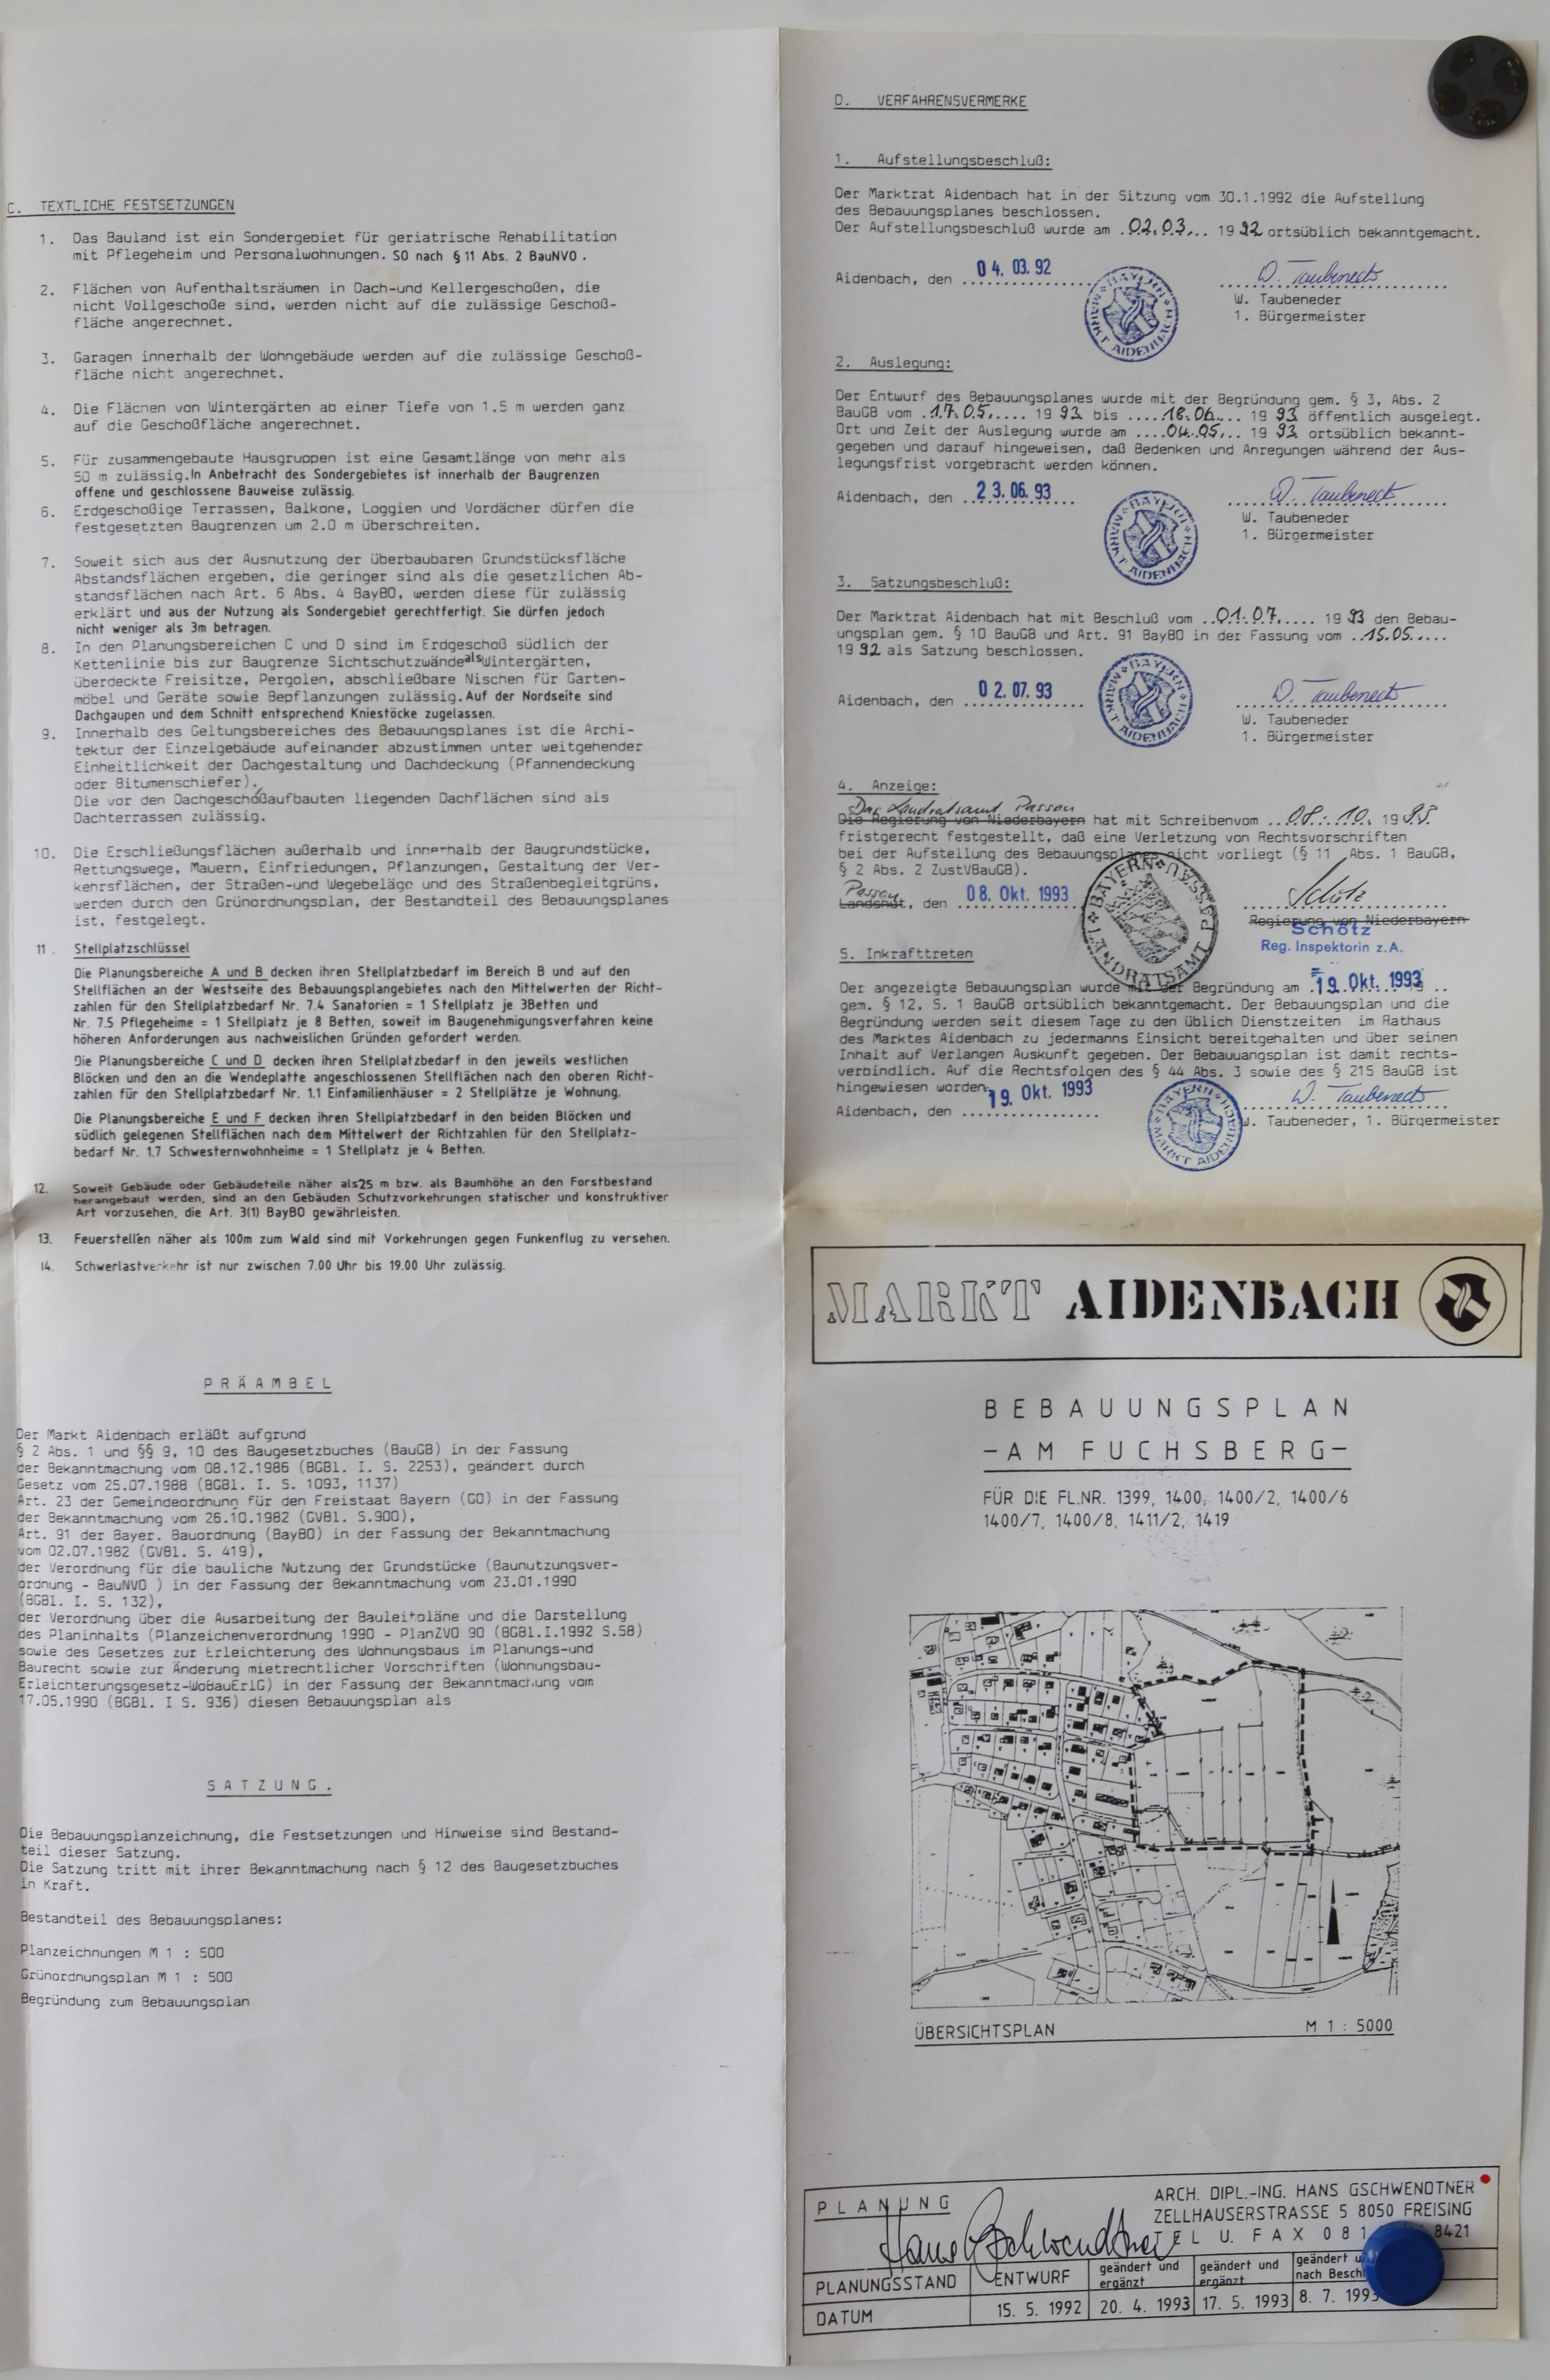 C. TEXTLICHE FESTSETZUNGEN
1. Das Bauland ist ein Sondergebiet für geriatrische Rehabilitation
mit Pflegeheim und Personalwohnungen. SO nach § 11 Abs. 2 BauNVO.
2. Flächen von Aufenthaltsräumen in Dach-und Kellergeschoßen, die
nicht Vollgeschoße sind, werden nicht auf die zulässige Geschoß-
fläche angerechnet.
3. Garagen innerhalb der Wohngebäude werden auf die zulässige Geschoß-
fläche nicht angerechnet.
4. Die Flächen von Wintergärten ab einer Tiefe von 1.5 m werden ganz
auf die Geschoßfläche angerechnet.
5. Für zusammengebaute Hausgruppen ist eine Gesamtlänge von mehr als
50 m zulässig. In Anbetracht des Sondergebietes ist innerhalb der Baugrenzen
offene und geschlossene Bauweise zulässig.
6. Erdgeschoßige Terrassen, Balkone, Loggien und Vordächer dürfen die
festgesetzten Baugrenzen um 2.0 m überschreiten.
7. Soweit sich aus der Ausnutzung der überbaubaren Grundstücksfläche
Abstandsflächen ergeben, die geringer sind als die gesetzlichen Ab-
standsflächen nach Art. 6 Abs. 4 BayBO, werden diese für zulässig
erklärt und aus der Nutzung als Sondergebiet gerechtfertigt. Sie dürfen jedoch
nicht weniger als 3m betragen.
8. In den Planungsbereichen C und D sind im Erdgeschoß südlich der
Kettenlinie bis zur Baugrenze Sichtschutzwände als Wintergärten,
überdeckte Freisitze, Pergolen, abschließbare Nischen für Garten-
möbel und Geräte sowie Bepflanzungen zulässig. Auf der Nordseite sind
Dachgaupen und dem Schnitt entsprechend Kniestöcke zugelassen.
9. Innerhalb des Geltungsbereiches des Bebauungsplanes ist die Archi-
tektur der Einzelgebäude aufeinander abzustimmen unter weitgehender
Einheitlichkeit der Dachgestaltung und Dachdeckung (Pfannendeckung
oder Bitumenschiefer).
Die vor den Dachgeschoßaufbauten liegenden Dachflächen sind als
Dachterrassen zulässig.
10. Die Erschließungsflächen außerhalb und innerhalb der Baugrundstücke,
Rettungswege, Mauern, Einfriedungen, Pflanzungen, Gestaltung der Ver-
kehrsflächen, der Straßen-und Wegebeläge und des Straßenbegleitgrüns,
werden durch den Grünordnungsplan, der Bestandteil des Bebauungsplanes
ist, festgelegt.
11. Stellplatzschlüssel
Die Planungsbereiche A und B decken ihren Stellplatzbedarf im Bereich B und auf den
Stellflächen an der Westseite des Bebauungsplangebietes nach den Mittelwerten der Richt-
zahlen für den Stellplatzbedarf Nr. 7.4 Sanatorien = 1 Stellplatz je 3Betten und
Nr. 7.5 Pflegeheime = 1 Stellplatz je 8 Betten, soweit im Baugenehmigungsverfahren keine
höheren Anforderungen aus nachweislichen Gründen gefordert werden.
Die Planungsbereiche C und D decken ihren Stellplatzbedarf in den jeweils westlichen
Blöcken und den an die Wendeplatte angeschlossenen Stellflächen nach den oberen Richt-
zahlen für den Stellplatzbedarf Nr. 1.1 Einfamilienhäuser = 2 Stellplätze je Wohnung.
Die Planungsbereiche E und F decken ihren Stellplatzbedarf in den beiden Blöcken und
südlich gelegenen Stellflächen nach dem Mittelwert der Richtzahlen für den Stellplatz-
bedarf Nr. 1.7 Schwesternwohnheime = 1 Stellplatz je 4 Betten.
12. Soweit Gebäude oder Gebäudeteile näher als 25 m bzw. als Baumhöhe an den Forstbestand
herangebaut werden, sind an den Gebäuden Schutzvorkehrungen statischer und konstruktiver
Art vorzusehen, die Art. 3(1) BayBO gewährleisten.
13. Feuerstellen näher als 100m zum Wald sind mit Vorkehrungen gegen Funkenflug zu versehen.
14. Schwerlastverkehr ist nur zwischen 7.00 Uhr bis 19.00 Uhr zulässig.
PRÄAMBEL
Der Markt Aidenbach erläßt aufgrund
§ 2 Abs. 1 und §§ 9, 10 des Baugesetzbuches (BauGB) in der Fassung
der Bekanntmachung vom 08.12.1986 (BGBl. I. S. 2253), geändert durch
Gesetz vom 25.07.1988 (BGBl. I. S. 1093, 1137)
Art. 23 der Gemeindeordnung für den Freistaat Bayern (GO) in der Fassung
der Bekanntmachung vom 26.10.1982 (GVBl. S.900),
Art. 91 der Bayer. Bauordnung (BayBO) in der Fassung der Bekanntmachung
vom 02.07.1982 (GVBl. S. 419),
der Verordnung für die bauliche Nutzung der Grundstücke (Baunutzungsver-
ordnung - BauNVO ) in der Fassung der Bekanntmachung vom 23.01.1990
(BGBl. I. S. 132),
der Verordnung über die Ausarbeitung der Bauleitpläne und die Darstellung
des Planinhalts (Planzeichenverordnung 1990 - PlanZVO 90 (BGBl.I.1992 S.58)
sowie des Gesetzes zur Erleichterung des Wohnungsbaus im Planungs-und
Baurecht sowie zur Änderung mietrechtlicher Vorschriften (Wohnungsbau-
Erleichterungsgesetz-WoBauErlG) in der Fassung der Bekanntmachung vom
17.05.1990 (BGBl. I S. 936) diesen Bebauungsplan als
SATZUNG.
Die Bebauungsplanzeichnung, die Festsetzungen und Hinweise sind Bestand-
teil dieser Satzung.
Die Satzung tritt mit ihrer Bekanntmachung nach § 12 des Baugesetzbuches
in Kraft.
Bestandteil des Bebauungsplanes:
Planzeichnungen M 1 : 500
Grünordnungsplan M 1 : 500
Begründung zum Bebauungsplan
D. VERFAHRENSVERMERKE
1. Aufstellungsbeschluß:
Der Marktrat Aidenbach hat in der Sitzung vom 30.1.1992 die Aufstellung
des Bebauungsplanes beschlossen.
Der Aufstellungsbeschluß wurde am .02.03... 1992 ortsüblich bekanntgemacht.
Aidenbach, den 04.03.92
BAYERN MARKT AIDENBACH
W. Taubeneder
W. Taubeneder
1. Bürgermeister
2. Auslegung:
Der Entwurf des Bebauungsplanes wurde mit der Begründung gem. § 3, Abs. 2
BauGB vom .17.05..... 1993 bis .....18.06.... 1993 öffentlich ausgelegt.
Ort und Zeit der Auslegung wurde am ....04.05... 1993 ortsüblich bekannt-
gegeben und darauf hingewiesen, daß Bedenken und Anregungen während der Aus-
legungsfrist vorgebracht werden können.
Aidenbach, den 23.06.93
BAYERN MARKT AIDENBACH
W. Taubeneder
W. Taubeneder
1. Bürgermeister
3. Satzungsbeschluß:
Der Marktrat Aidenbach hat mit Beschluß vom ..01.07..... 1993 den Bebau-
ungsplan gem. § 10 BauGB und Art. 91 BayBO in der Fassung vom ..15.05.....
1992 als Satzung beschlossen.
Aidenbach, den 02.07.93
BAYERN MARKT AIDENBACH
W. Taubeneder
W. Taubeneder
1. Bürgermeister
4. Anzeige:
Das Landratsamt Passau
Die Regierung von Niederbayern hat mit Schreiben vom ..08.10. 1993
fristgerecht festgestellt, daß eine Verletzung von Rechtsvorschriften
bei der Aufstellung des Bebauungsplanes nicht vorliegt (§ 11 Abs. 1 BauGB,
§ 2 Abs. 2 ZustVBauGB).
Passau
Landshut, den 08. Okt. 1993
BAYERN LANDRATSAMT PASSAU
Schötz
Regierung von Niederbayern
Schötz
Reg. Inspektorin z.A.
5. Inkrafttreten
Der angezeigte Bebauungsplan wurde mit der Begründung am 19. Okt. 1993
gem. § 12, S. 1 BauGB ortsüblich bekanntgemacht. Der Bebauungsplan und die
Begründung werden seit diesem Tage zu den üblich Dienstzeiten im Rathaus
des Marktes Aidenbach zu jedermanns Einsicht bereitgehalten und über seinen
Inhalt auf Verlangen Auskunft gegeben. Der Bebauungsplan ist damit rechts-
verbindlich. Auf die Rechtsfolgen des § 44 Abs. 3 sowie des § 215 BauGB ist
hingewiesen worden.
Aidenbach, den 19. Okt. 1993
BAYERN MARKT AIDENBACH
W. Taubeneder
W. Taubeneder, 1. Bürgermeister
MARKT AIDENBACH
BEBAUUNGSPLAN
-AM FUCHSBERG-
FÜR DIE FL.NR. 1399, 1400, 1400/2, 1400/6
1400/7, 1400/8, 1411/2, 1419
ÜBERSICHTSPLAN M 1 : 5000
PLANUNG
Hans Gschwendtner
ARCH. DIPL.-ING. HANS GSCHWENDTNER
ZELLHAUSERSTRASSE 5 8050 FREISING
TEL U. FAX 081 8421
PLANUNGSSTAND ENTWURF geändert und ergänzt geändert und ergänzt geändert nach
DATUM 15. 5. 1992 20. 4. 1993 17. 5. 1993 8. 7. 1993